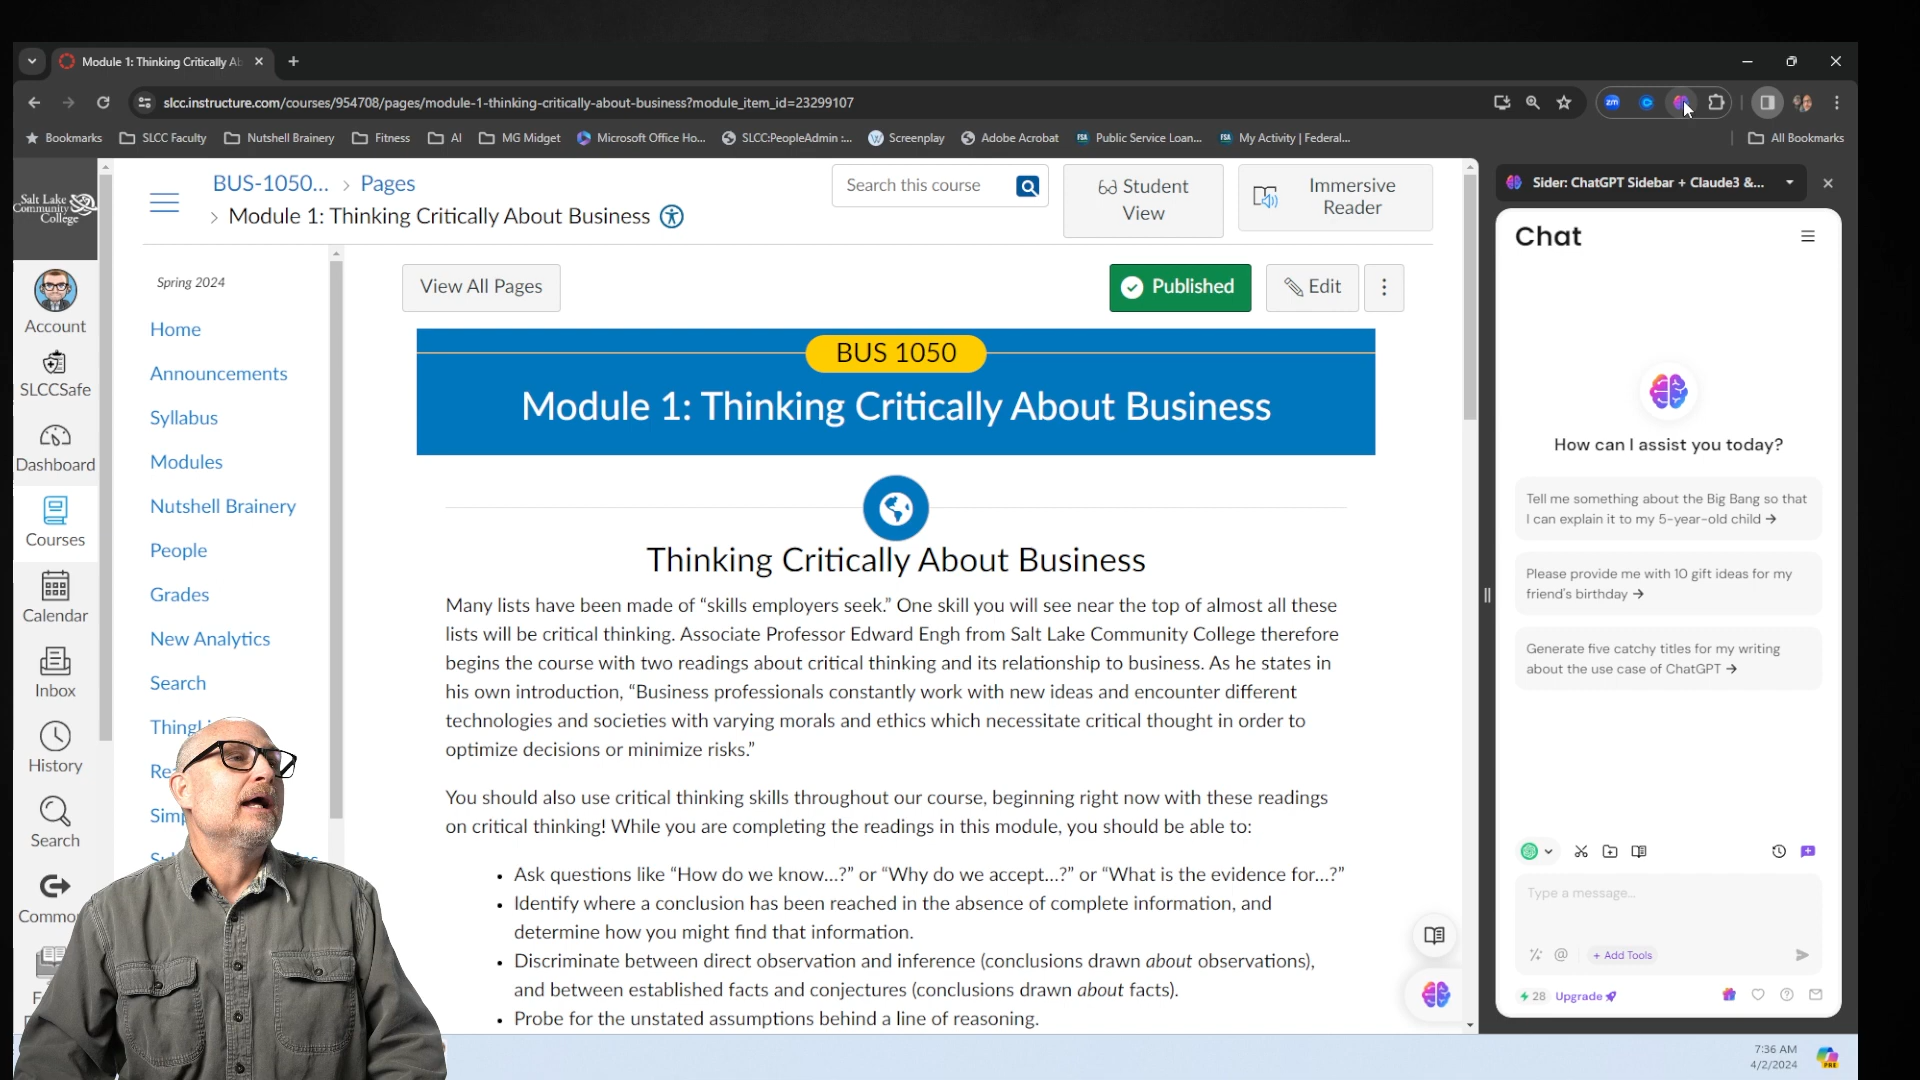 Module 1: Thinking Critically Ab
slcc.instructure.com/courses/954708/pages/module-1-thinking-critically-about-business?module_item_id=23299107
zm
Bookmarks
SLCC Faculty
Nutshell Brainery
Fitness
AI
MG Midget
Microsoft Office Ho...
SLCC:PeopleAdmin :...
Screenplay
Adobe Acrobat
Public Service Loan...
My Activity | Federal...
All Bookmarks
Salt Lake
Community
College
Account
SLCCSafe
Dashboard
Courses
Calendar
Inbox
History
Search
Commo
BUS-1050... > Pages
> Module 1: Thinking Critically About Business
Search this course
Student
View
Immersive
Reader
Spring 2024
Home
Announcements
Syllabus
Modules
Nutshell Brainery
People
Grades
New Analytics
Search
ThingLi
Re
Sim
View All Pages
Published
Edit
BUS 1050
Module 1: Thinking Critically About Business
Thinking Critically About Business
Many lists have been made of “skills employers seek.” One skill you will see near the top of almost all these
lists will be critical thinking. Associate Professor Edward Engh from Salt Lake Community College therefore
begins the course with two readings about critical thinking and its relationship to business. As he states in
his own introduction, “Business professionals constantly work with new ideas and encounter different
technologies and societies with varying morals and ethics which necessitate critical thought in order to
optimize decisions or minimize risks.”
You should also use critical thinking skills throughout our course, beginning right now with these readings
on critical thinking! While you are completing the readings in this module, you should be able to:
• Ask questions like “How do we know...?” or “Why do we accept...?” or “What is the evidence for...?”
• Identify where a conclusion has been reached in the absence of complete information, and
determine how you might find that information.
• Discriminate between direct observation and inference (conclusions drawn about observations),
and between established facts and conjectures (conclusions drawn about facts).
• Probe for the unstated assumptions behind a line of reasoning.
Sider: ChatGPT Sidebar + Claude3 &...
Chat
How can I assist you today?
Tell me something about the Big Bang so that
I can explain it to my 5-year-old child →
Please provide me with 10 gift ideas for my
friend's birthday →
Generate five catchy titles for my writing
about the use case of ChatGPT →
Type a message...
@
+ Add Tools
28
Upgrade
7:36 AM
4/2/2024
PRE